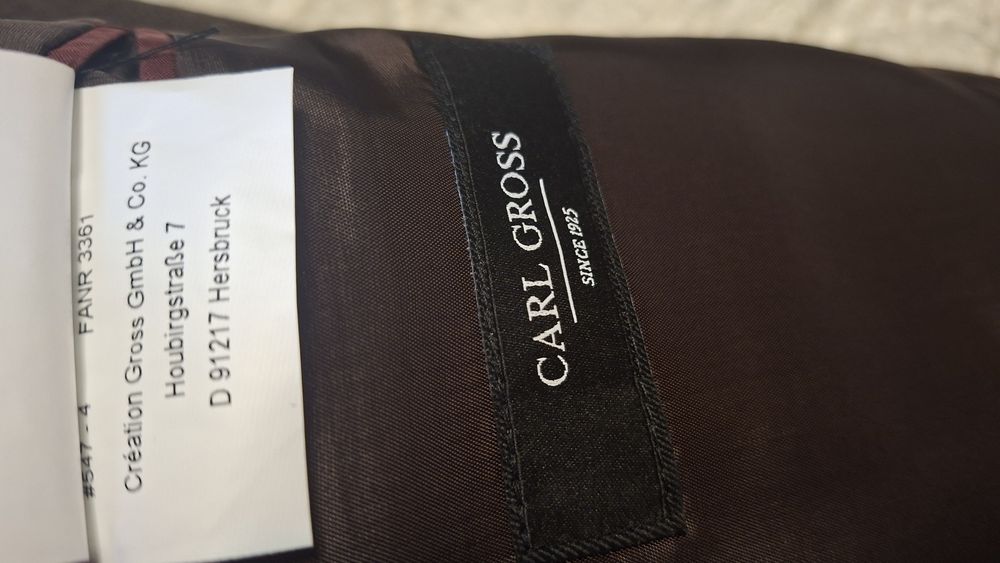 #547 - 4 FANR 3361
Création Gross GmbH & Co. KG
Houbirgstraße 7
D 91217 Hersbruck
CARL GROSS
SINCE 1925